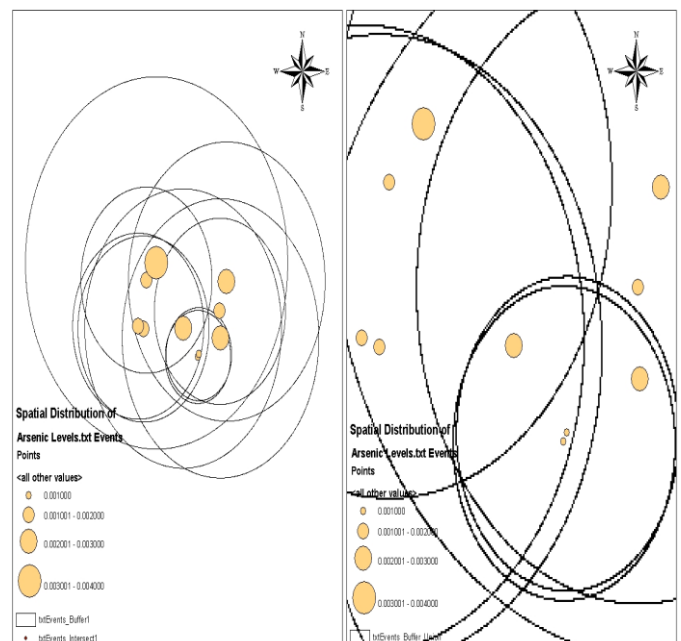 N
W E
S
Spatial Distribution of
Arsenic Levels.txt Events
Points
<all other values>
0.001000
0.001001 - 0.002000
0.002001 - 0.003000
0.003001 - 0.004000
txtEvents_Buffer1
txtEvents_Intersect1
N
W E
S
Spatial Distribution of
Arsenic Levels.txt Events
Points
<all other values>
0.001000
0.001001 - 0.002000
0.002001 - 0.003000
0.003001 - 0.004000
txtEvents_Buffer_Union